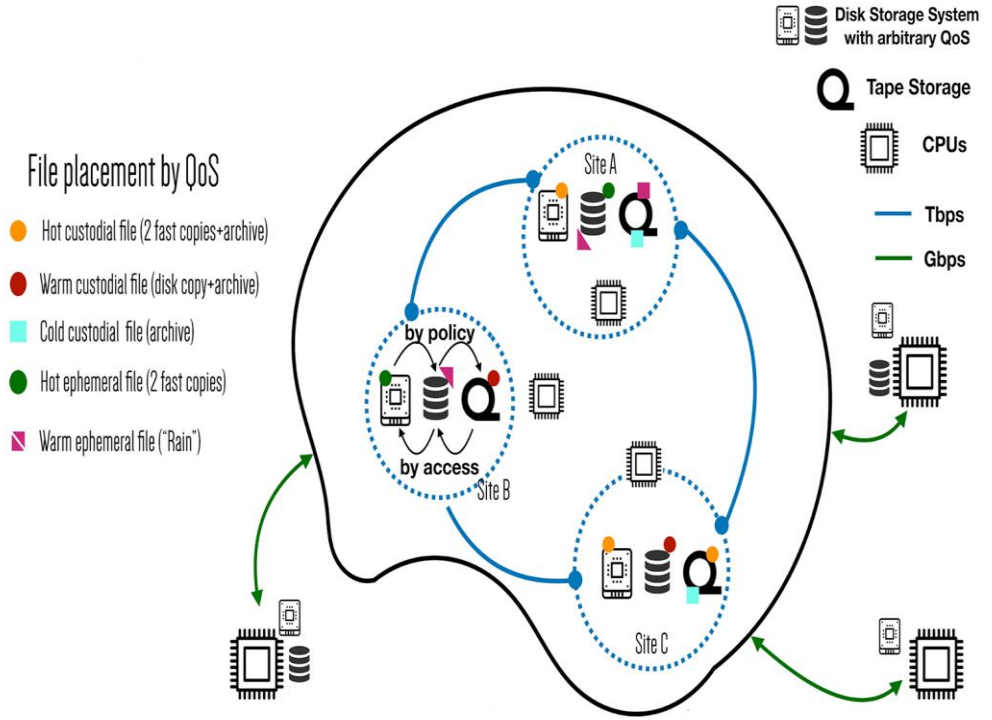 Disk Storage System
with arbitrary QoS
Tape Storage
CPUs
Tbps
Gbps
File placement by QoS
Hot custodial file (2 fast copies+archive)
Warm custodial file (disk copy+archive)
Cold custodial file (archive)
Hot ephemeral file (2 fast copies)
Warm ephemeral file ("Rain")
Site A
by policy
by access
Site B
Site C